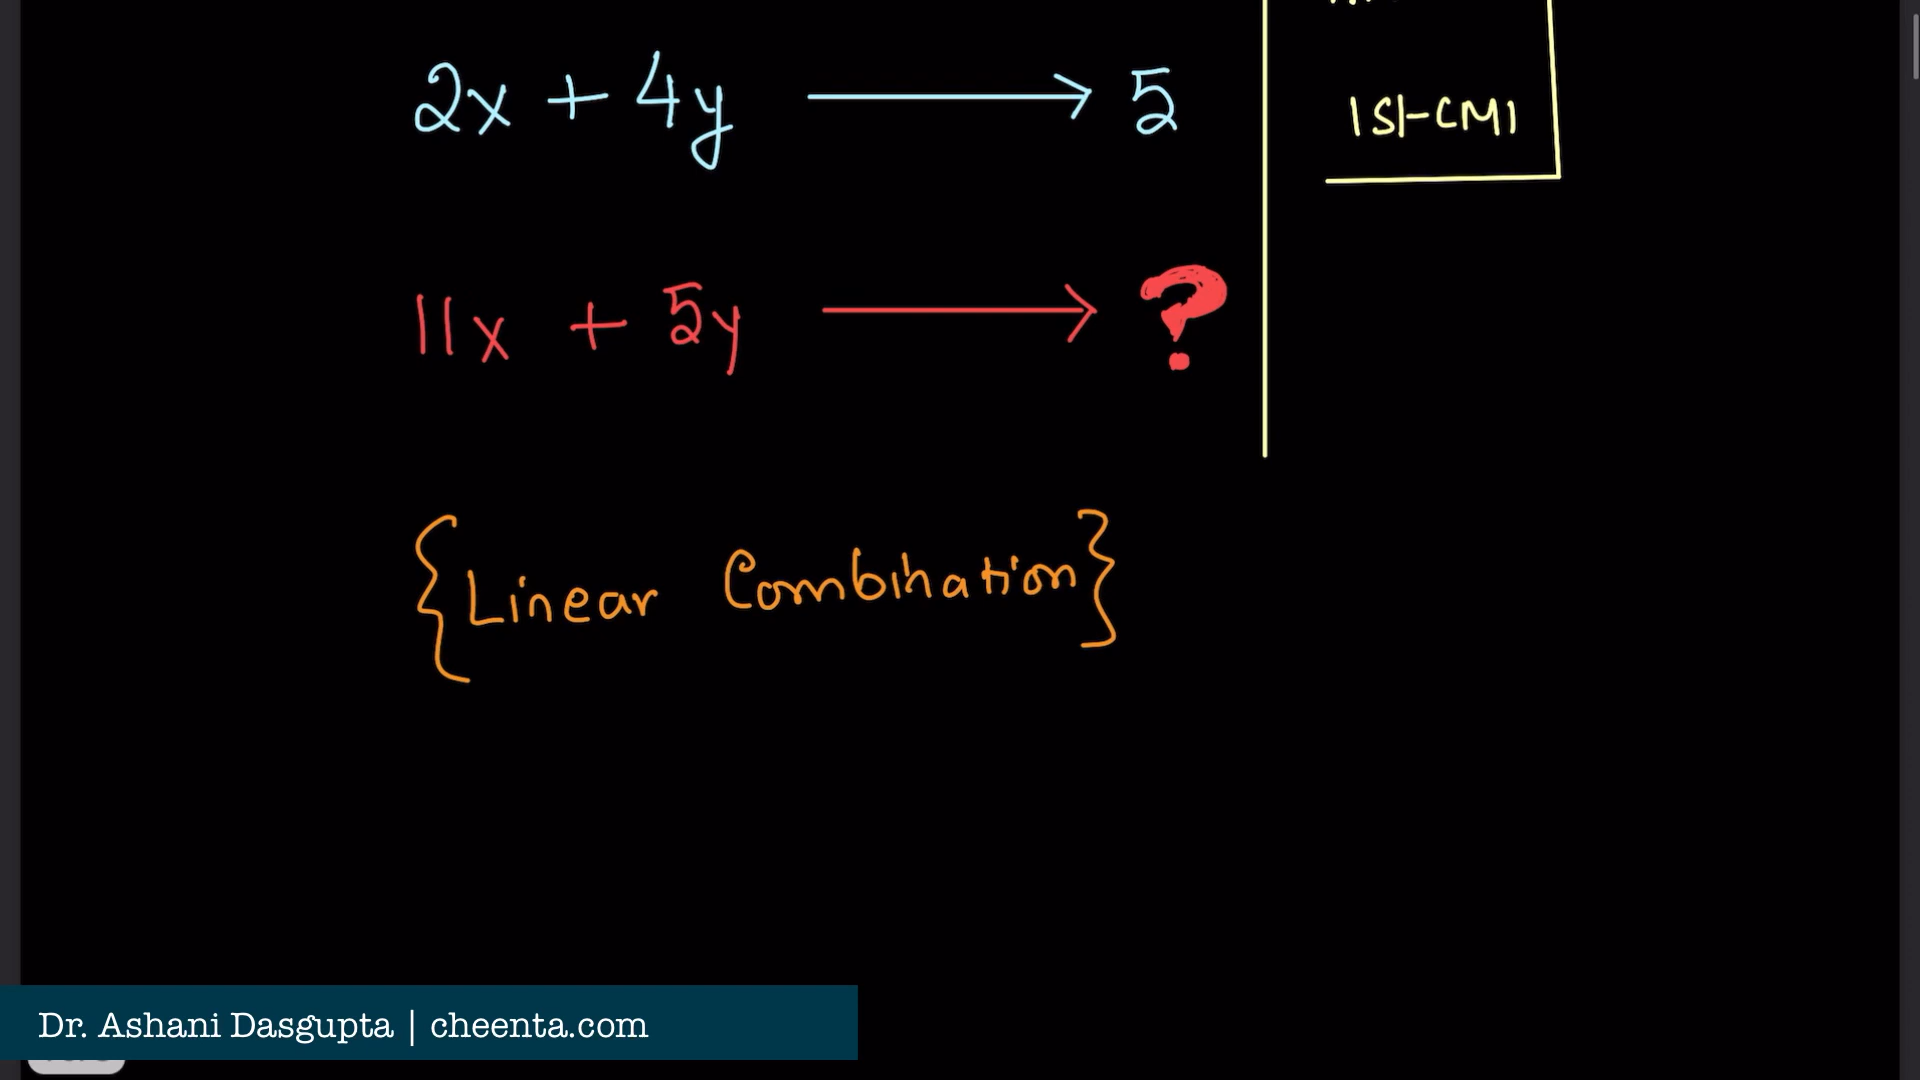 2x + 4y → 5
ISI-CMI
11x + 5y → ?
{Linear Combination}
Dr. Ashani Dasgupta | cheenta.com